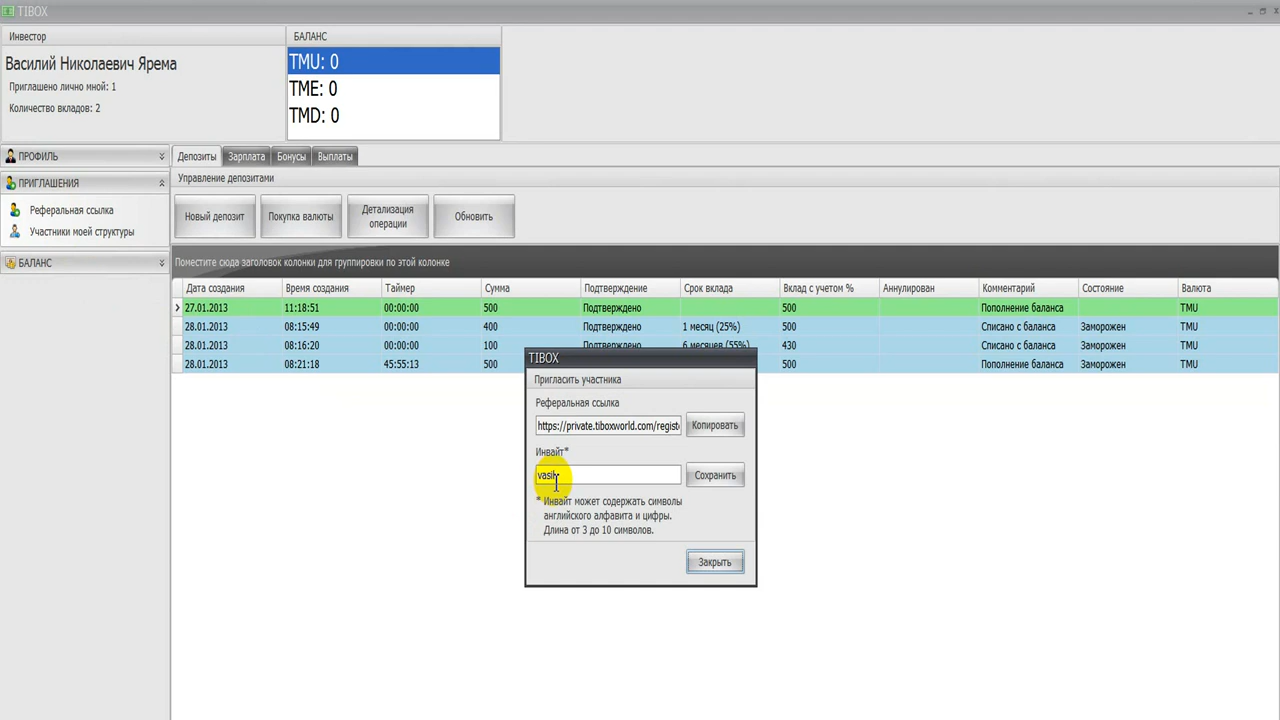 TIBOX
Инвестор
Василий Николаевич Ярема
Приглашено лично мной: 1
Количество вкладов: 2
БАЛАНС
TMU: 0
TME: 0
TMD: 0
ПРОФИЛЬ
ПРИГЛАШЕНИЯ
Реферальная ссылка
Участники моей структуры
БАЛАНС
Депозиты Зарплата Бонусы Выплаты
Управление депозитами
Новый депозит Покупка валюты Детализация операции Обновить
Поместите сюда заголовок колонки для группировки по этой колонке
Дата создания Время создания Таймер Сумма Подтверждение Срок вклада Вклад с учетом % Аннулирован Комментарий Состояние Валюта
27.01.2013 11:18:51 00:00:00 500 Подтверждено 500 Пополнение баланса TMU
28.01.2013 08:15:49 00:00:00 400 Подтверждено 1 месяц (25%) 500 Списано с баланса Заморожен TMU
28.01.2013 08:16:20 00:00:00 100 Подтверждено 6 месяцев (55%) 430 Списано с баланса Заморожен TMU
28.01.2013 08:21:18 45:55:13 500 500 Пополнение баланса Заморожен TMU
TIBOX
Пригласить участника
Реферальная ссылка
https://private.tiboxworld.com/registe Копировать
Инвайт*
Сохранить
* Инвайт может содержать символы
английского алфавита и цифры.
Длина от 3 до 10 символов.
Закрыть